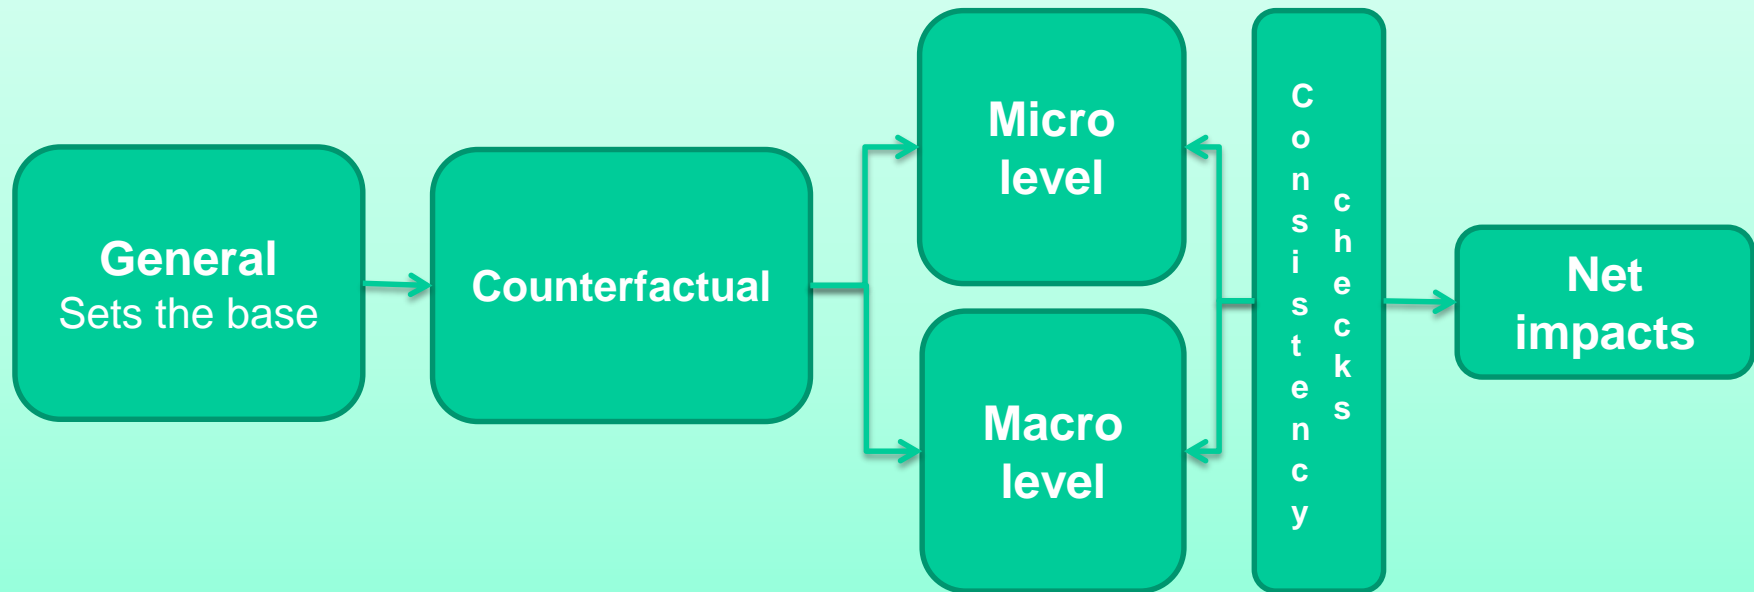 General
Sets the base
Counterfactual
Micro
level
Macro
level
Consistency
checks
Net
impacts